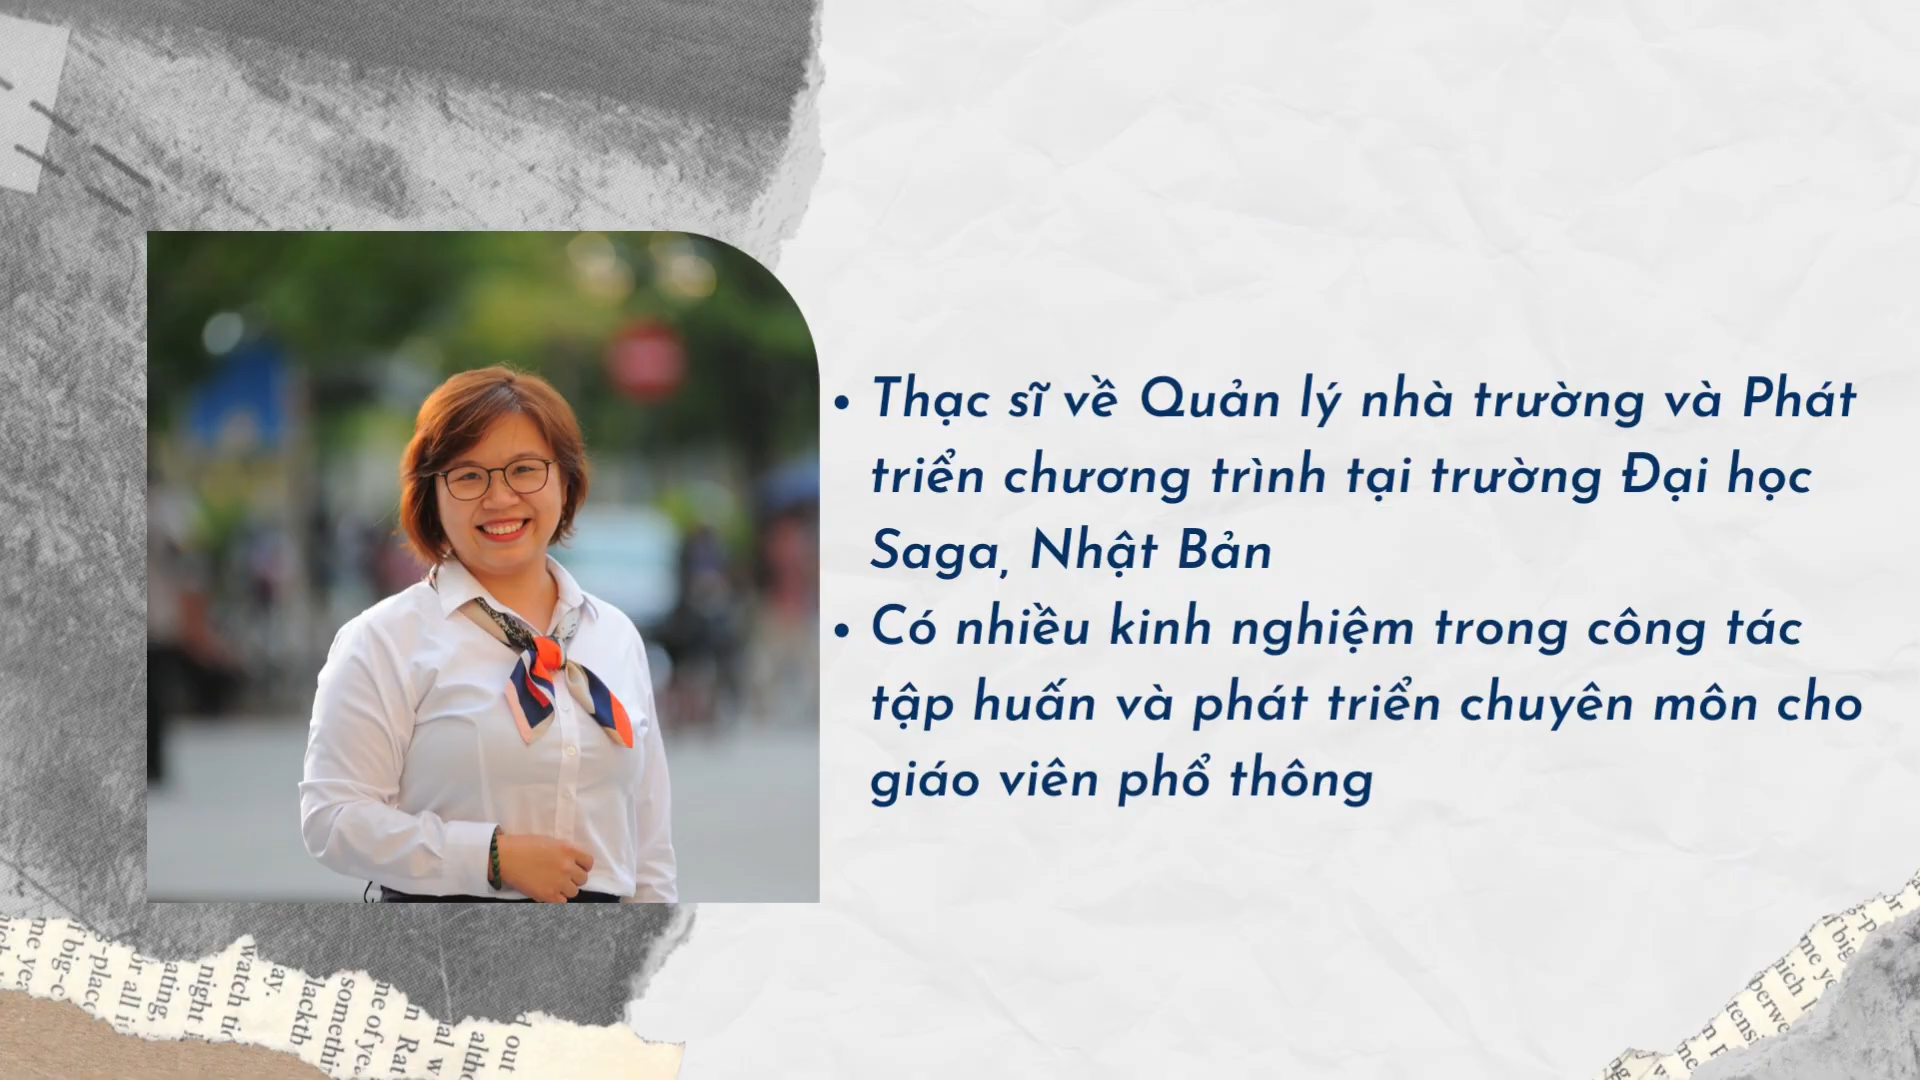 • Thạc sĩ về Quản lý nhà trường và Phát
triển chương trình tại trường Đại học
Saga, Nhật Bản
• Có nhiều kinh nghiệm trong công tác
tập huấn và phát triển chuyên môn cho
giáo viên phổ thông